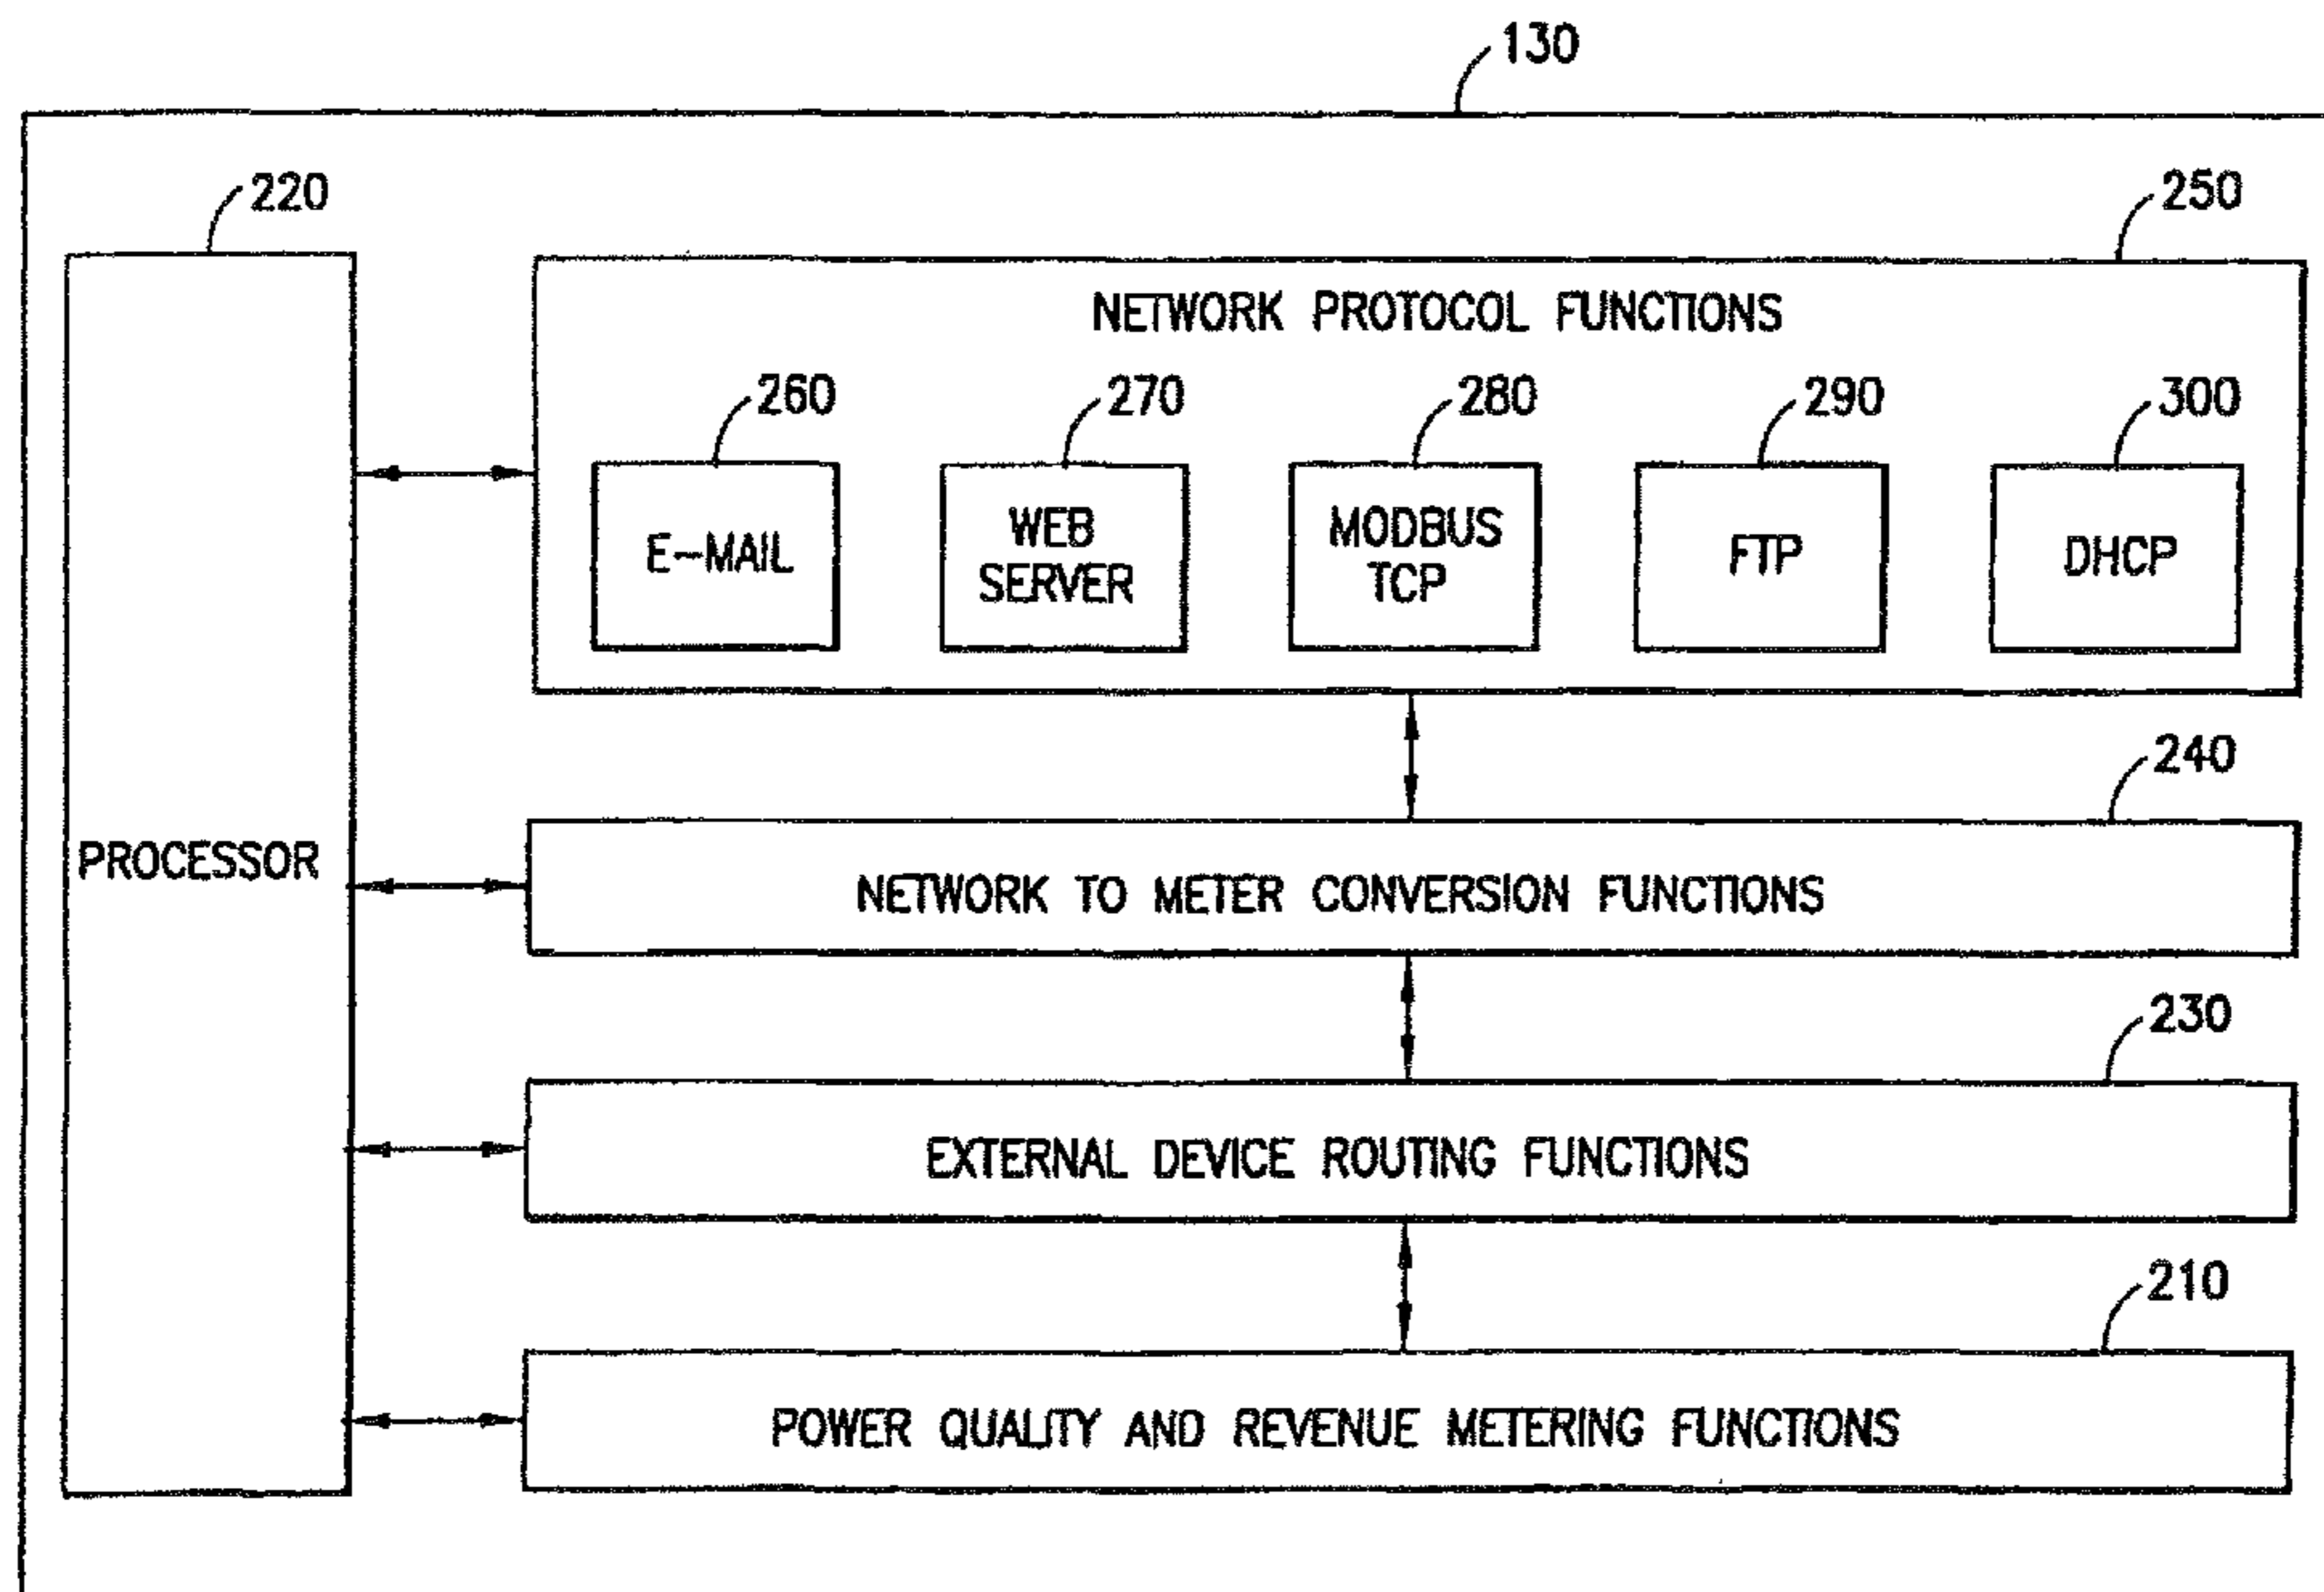 130
220
250
NETWORK PROTOCOL FUNCTIONS
260
270
280
290
300
E-MAIL
WEB
SERVER
MODBUS
TCP
FTP
DHCP
240
PROCESSOR
NETWORK TO METER CONVERSION FUNCTIONS
230
EXTERNAL DEVICE ROUTING FUNCTIONS
210
POWER QUALITY AND REVENUE METERING FUNCTIONS